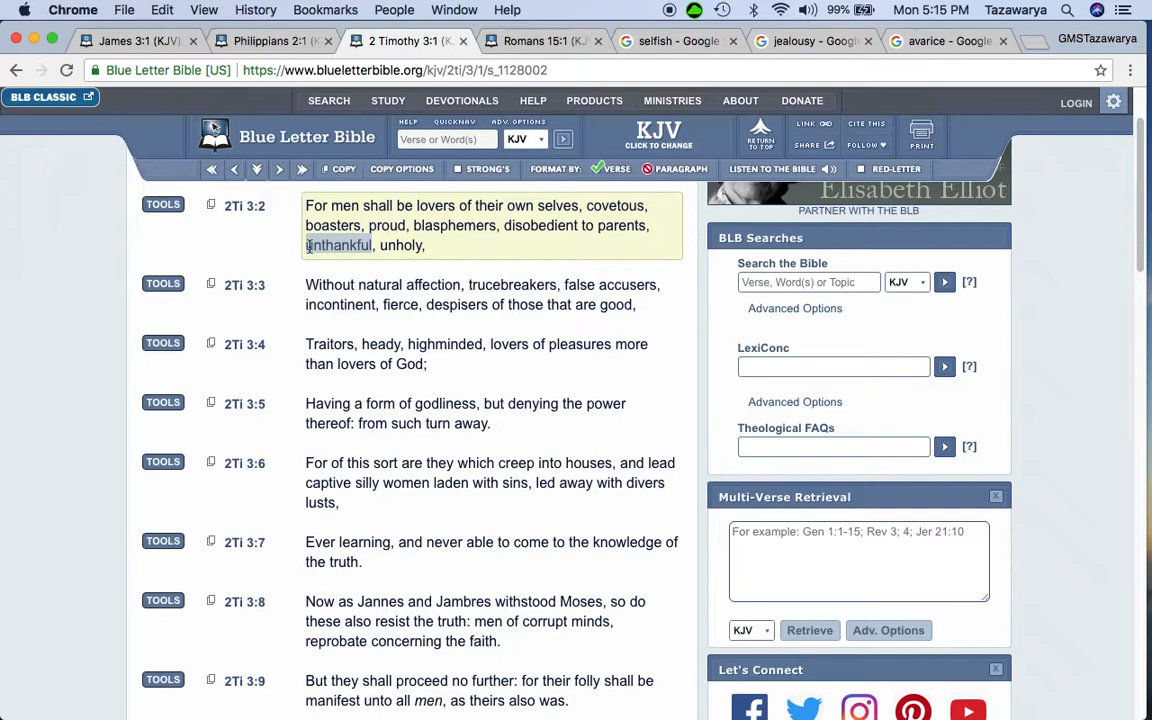 Chrome File Edit View History Bookmarks People Window Help 99% Mon 5:15 PM Tazawarya
James 3:1 (KJV) Philippians 2:1 (K 2 Timothy 3:1 (K Romans 15:1 (KJ selfish - Google S jealousy - Google avarice - Google GMSTazawarya
Blue Letter Bible [US] https://www.blueletterbible.org/kjv/2ti/3/1/s_1128002
BLB CLASSIC
SEARCH STUDY DEVOTIONALS HELP PRODUCTS MINISTRIES ABOUT DONATE LOGIN
Blue Letter Bible
HELP QUICKNAV ADV. OPTIONS
Verse or Word(s) KJV
KJV
CLICK TO CHANGE
RETURN
TO TOP
LINK CITE THIS
SHARE FOLLOW
PRINT
COPY COPY OPTIONS STRONG'S FORMAT BY: VERSE PARAGRAPH LISTEN TO THE BIBLE RED-LETTER
TOOLS 2Ti 3:2 For men shall be lovers of their own selves, covetous,
boasters, proud, blasphemers, disobedient to parents,
unthankful, unholy,
TOOLS 2Ti 3:3 Without natural affection, trucebreakers, false accusers,
incontinent, fierce, despisers of those that are good,
TOOLS 2Ti 3:4 Traitors, heady, highminded, lovers of pleasures more
than lovers of God;
TOOLS 2Ti 3:5 Having a form of godliness, but denying the power
thereof: from such turn away.
TOOLS 2Ti 3:6 For of this sort are they which creep into houses, and lead
captive silly women laden with sins, led away with divers
lusts,
TOOLS 2Ti 3:7 Ever learning, and never able to come to the knowledge of
the truth.
TOOLS 2Ti 3:8 Now as Jannes and Jambres withstood Moses, so do
these also resist the truth: men of corrupt minds,
reprobate concerning the faith.
TOOLS 2Ti 3:9 But they shall proceed no further: for their folly shall be
manifest unto all men, as theirs also was.
Elisabeth Elliot
PARTNER WITH THE BLB
BLB Searches
Search the Bible
Verse, Word(s) or Topic KJV [?]
Advanced Options
LexiConc
[?]
Advanced Options
Theological FAQs
[?]
Multi-Verse Retrieval x
For example: Gen 1:1-15; Rev 3; 4; Jer 21:10
KJV Retrieve Adv. Options
Let's Connect x